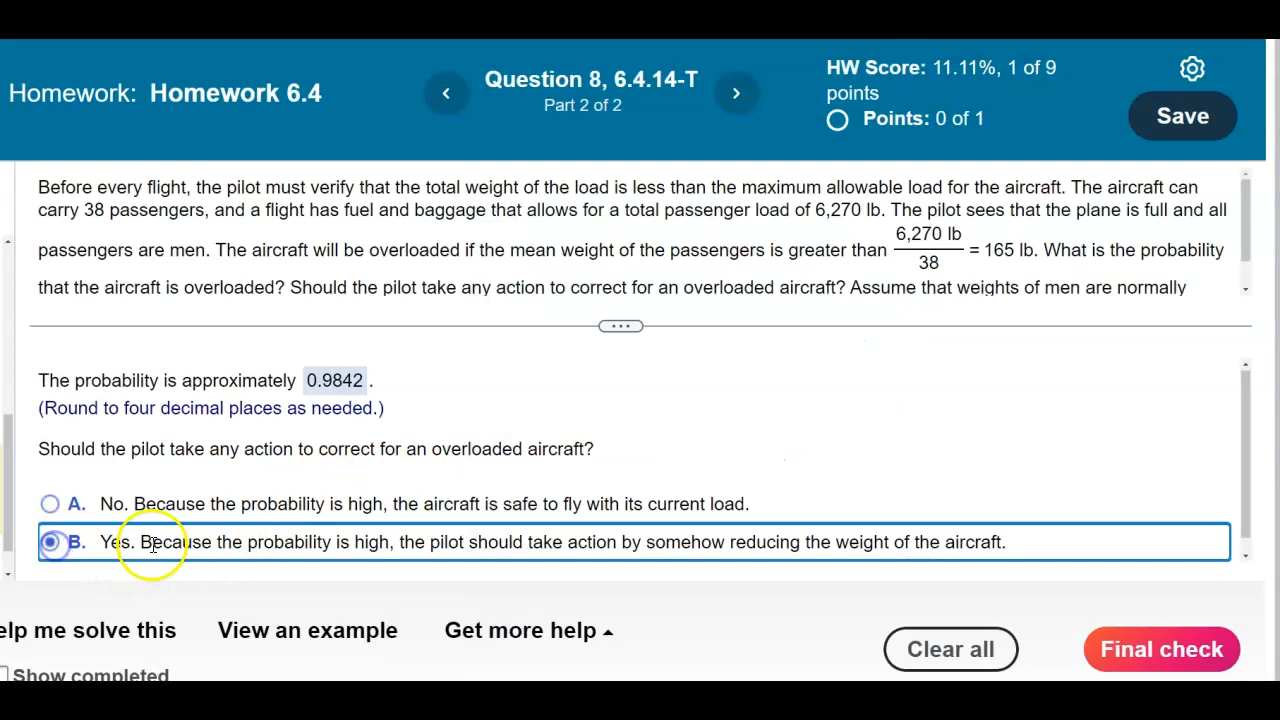 Homework: Homework 6.4
Question 8, 6.4.14-T
Part 2 of 2
HW Score: 11.11%, 1 of 9
points
Points: 0 of 1
Save
Before every flight, the pilot must verify that the total weight of the load is less than the maximum allowable load for the aircraft. The aircraft can
carry 38 passengers, and a flight has fuel and baggage that allows for a total passenger load of 6,270 lb. The pilot sees that the plane is full and all
passengers are men. The aircraft will be overloaded if the mean weight of the passengers is greater than 6,270 lb / 38 = 165 lb. What is the probability
that the aircraft is overloaded? Should the pilot take any action to correct for an overloaded aircraft? Assume that weights of men are normally
The probability is approximately 0.9842 .
(Round to four decimal places as needed.)
Should the pilot take any action to correct for an overloaded aircraft?
A. No. Because the probability is high, the aircraft is safe to fly with its current load.
B. Yes. Because the probability is high, the pilot should take action by somehow reducing the weight of the aircraft.
elp me solve this
View an example
Get more help
Clear all
Final check
Show completed